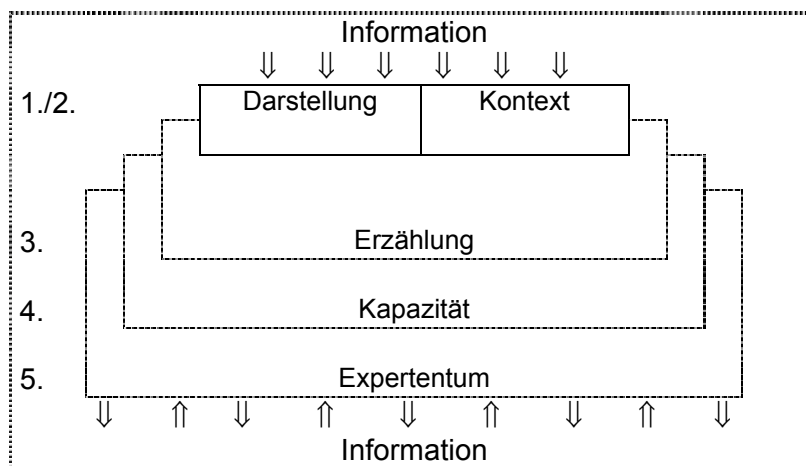 Information
⇓ ⇓ ⇓ ⇓ ⇓ ⇓
1./2. Darstellung Kontext
3. Erzählung
4. Kapazität
5. Expertentum
⇓ ⇑ ⇓ ⇑ ⇓ ⇑ ⇓ ⇑ ⇓
Information